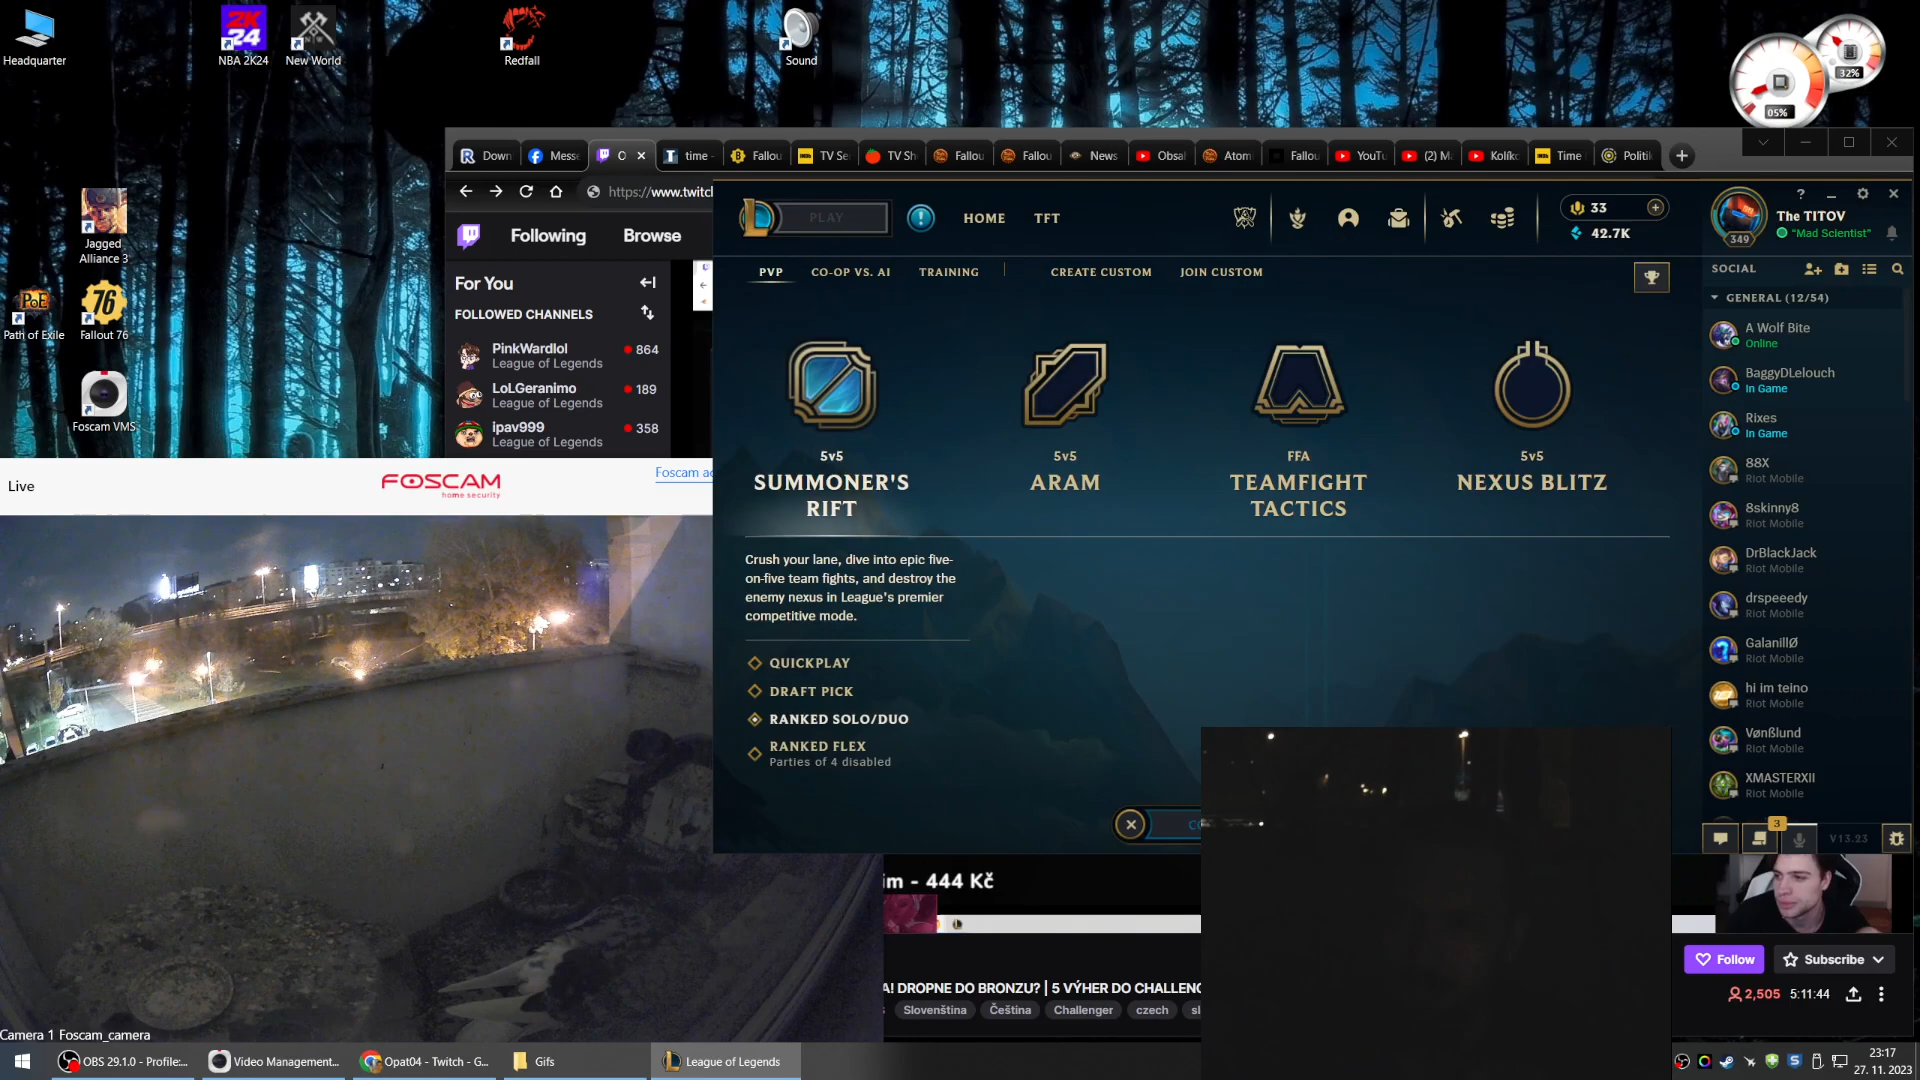 Headquarter
NBA 2K24
New World
Redfall
Sound
32%
05%
Jagged
Alliance 3
Path of Exile
Fallout 76
Foscam VMS
Down
Messe
O
time -
Fallou
TV Se
TV Sh
Fallou
Fallou
News
Obsal
Atom
Fallou
YouTu
(2) M
Kolikc
Time
Politik
https://www.twitcl
Following
Browse
For You
FOLLOWED CHANNELS
PinkWardlol
864
League of Legends
LoLGeranimo
189
League of Legends
ipav999
358
League of Legends
PLAY
HOME
TFT
33
42.7K
349
The TITOV
"Mad Scientist"
PVP
CO-OP VS. AI
TRAINING
CREATE CUSTOM
JOIN CUSTOM
5v5
SUMMONER'S
RIFT
5v5
ARAM
FFA
TEAMFIGHT
TACTICS
5v5
NEXUS BLITZ
Crush your lane, dive into epic five-
on-five team fights, and destroy the
enemy nexus in League's premier
competitive mode.
QUICKPLAY
DRAFT PICK
RANKED SOLO/DUO
RANKED FLEX
Parties of 4 disabled
SOCIAL
GENERAL (12/54)
A Wolf Bite
Online
BaggyDLelouch
In Game
Rixes
In Game
88X
Riot Mobile
8skinny8
Riot Mobile
DrBlackJack
Riot Mobile
drspeeedy
Riot Mobile
GalanillØ
Riot Mobile
hi im teino
Riot Mobile
Vønßlund
Riot Mobile
XMASTERXII
Riot Mobile
3
V13.23
Live
FOSCAM
home security
Foscam ac
Camera 1 Foscam_camera
im - 444 Kč
A! DROPNE DO BRONZU? | 5 VÝHER DO CHALLENG
Slovenština
Čeština
Challenger
czech
sl
Follow
Subscribe
2,505
5:11:44
OBS 29.1.0 - Profile:...
Video Management...
Opat04 - Twitch - G...
Gifs
League of Legends
23:17
27. 11. 2023